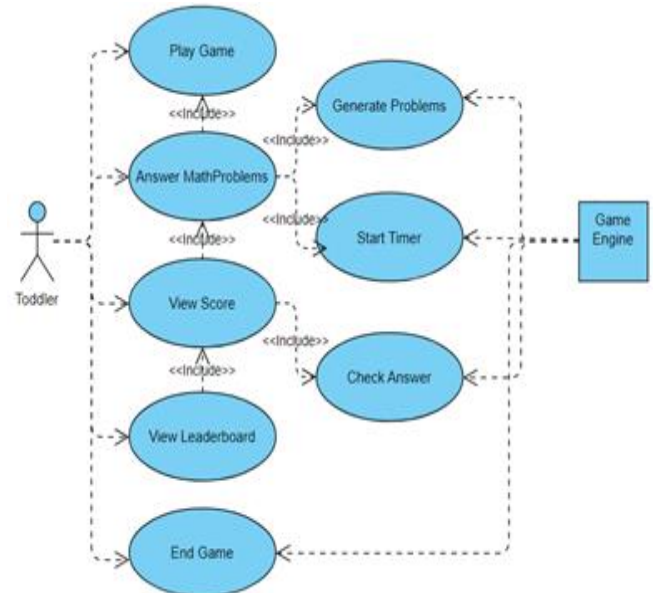 Play Game
<<Include>>
Generate Problems
<<Include>>
Answer MathProblems
<<Include>>
Start Timer
Game
Engine
Toddler
<<Include>>
View Score
<<Include>>
Check Answer
<<Include>>
View Leaderboard
End Game